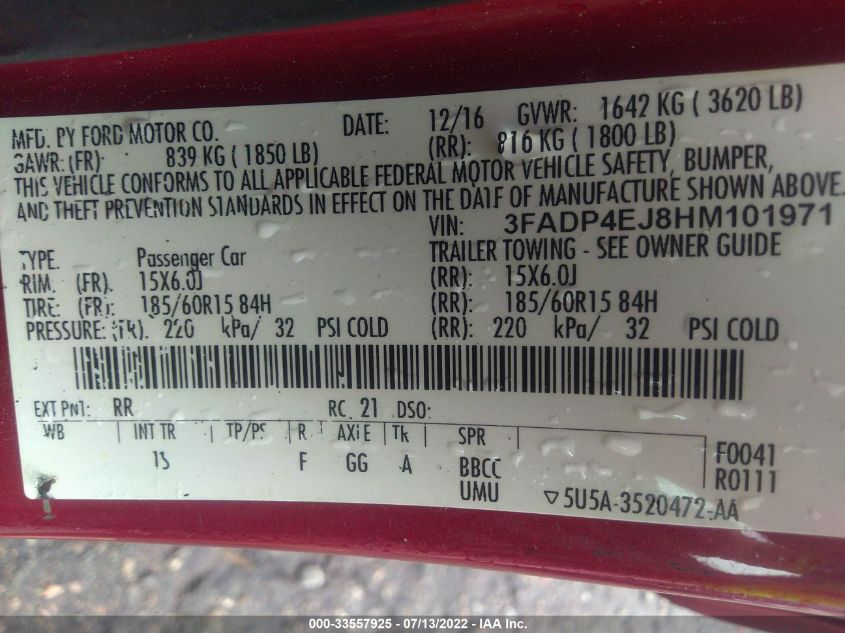 MFD. BY FORD MOTOR CO. DATE: 12/16 GVWR: 1642 KG ( 3620 LB)
GAWR: (FR) 839 KG ( 1850 LB) (RR): 816 KG ( 1800 LB)
THIS VEHICLE CONFORMS TO ALL APPLICABLE FEDERAL MOTOR VEHICLE SAFETY, BUMPER,
AND THEFT PREVENTION STANDARDS IN EFFECT ON THE DATE OF MANUFACTURE SHOWN ABOVE.
VIN: 3FADP4EJ8HM101971
TYPE. Passenger Car TRAILER TOWING - SEE OWNER GUIDE
RIM. (FR). 15X6.0J (RR): 15X6.0J
TIRE: (FR): 185/60R15 84H (RR): 185/60R15 84H
PRESSURE: (FR). 220 kPa/ 32 PSI COLD (RR): 220 kPa/ 32 PSI COLD
EXT PNT: RR RC. 21 DSO:
WB INT TR TP/PS R AXLE TR SPR F0041
15 F GG A BBCC R0111
UMU ▽5U5A-3520472-AA
000-33557925 - 07/13/2022 - IAA Inc.